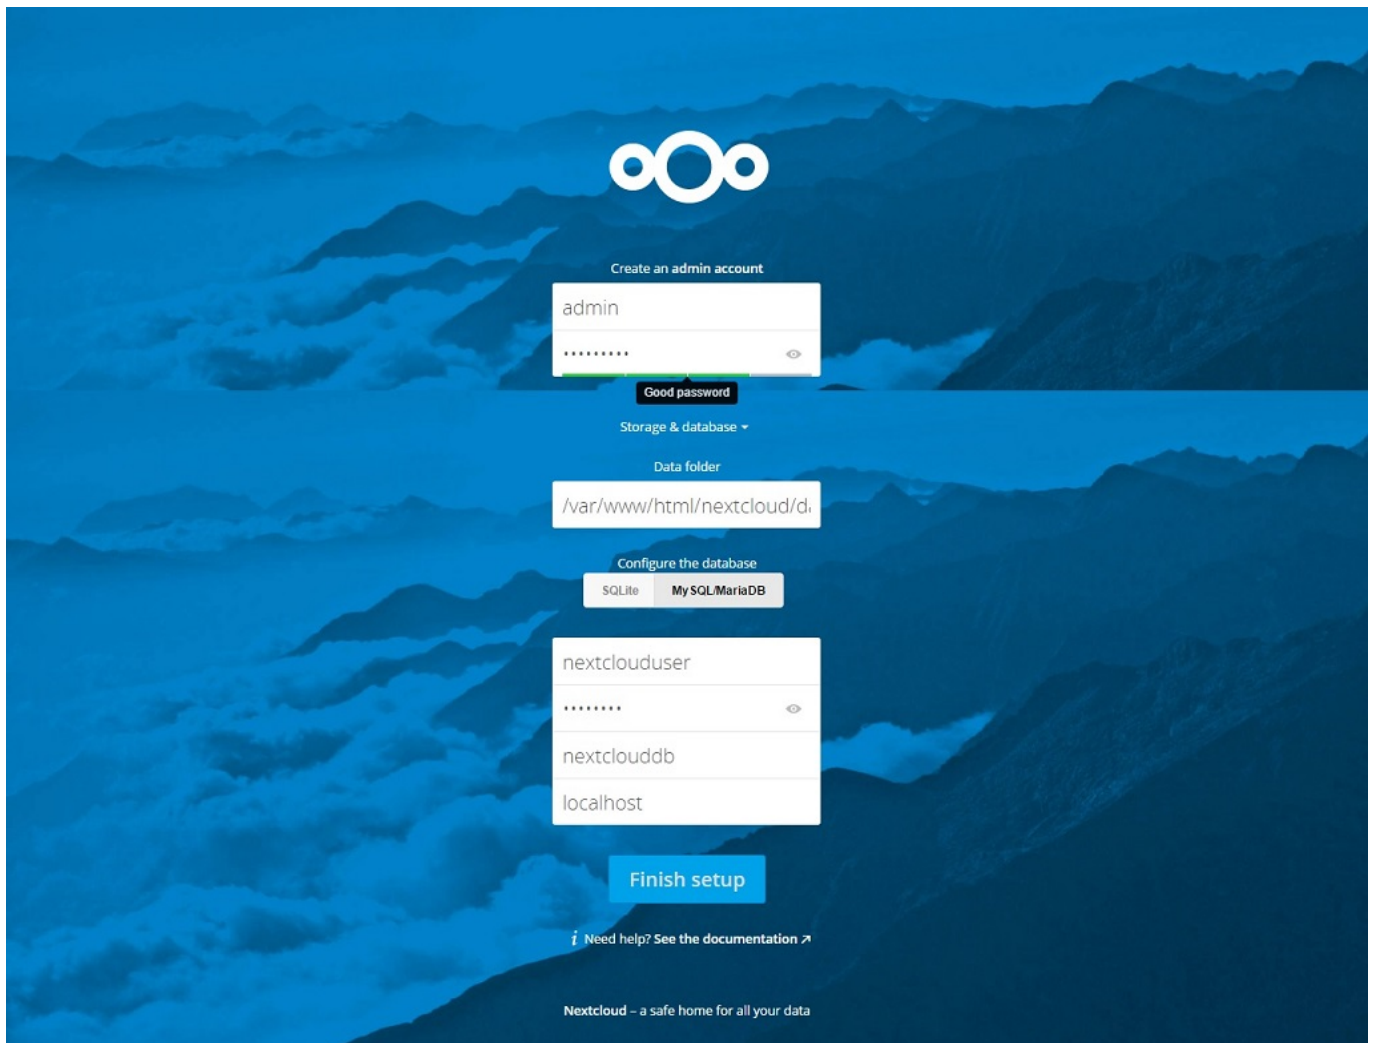 Create an admin account
admin
•••••••••
Good password
Storage & database
Data folder
/var/www/html/nextcloud/da
Configure the database
SQLite MySQL/MariaDB
nextclouduser
••••••••
nextclouddb
localhost
Finish setup
i Need help? See the documentation ↗
Nextcloud – a safe home for all your data